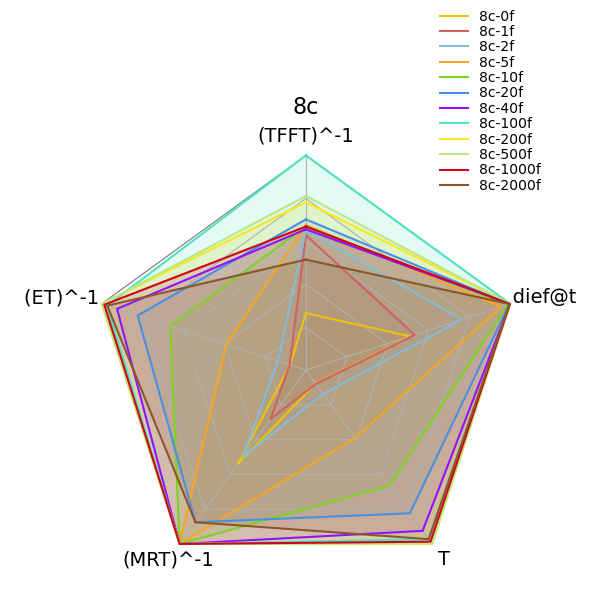 8c-0f
8c-1f
8c-2f
8c-5f
8c-10f
8c-20f
8c-40f
8c-100f
8c-200f
8c-500f
8c-1000f
8c-2000f
8c
(TFFT)^-1
(ET)^-1
dief@t
(MRT)^-1
T